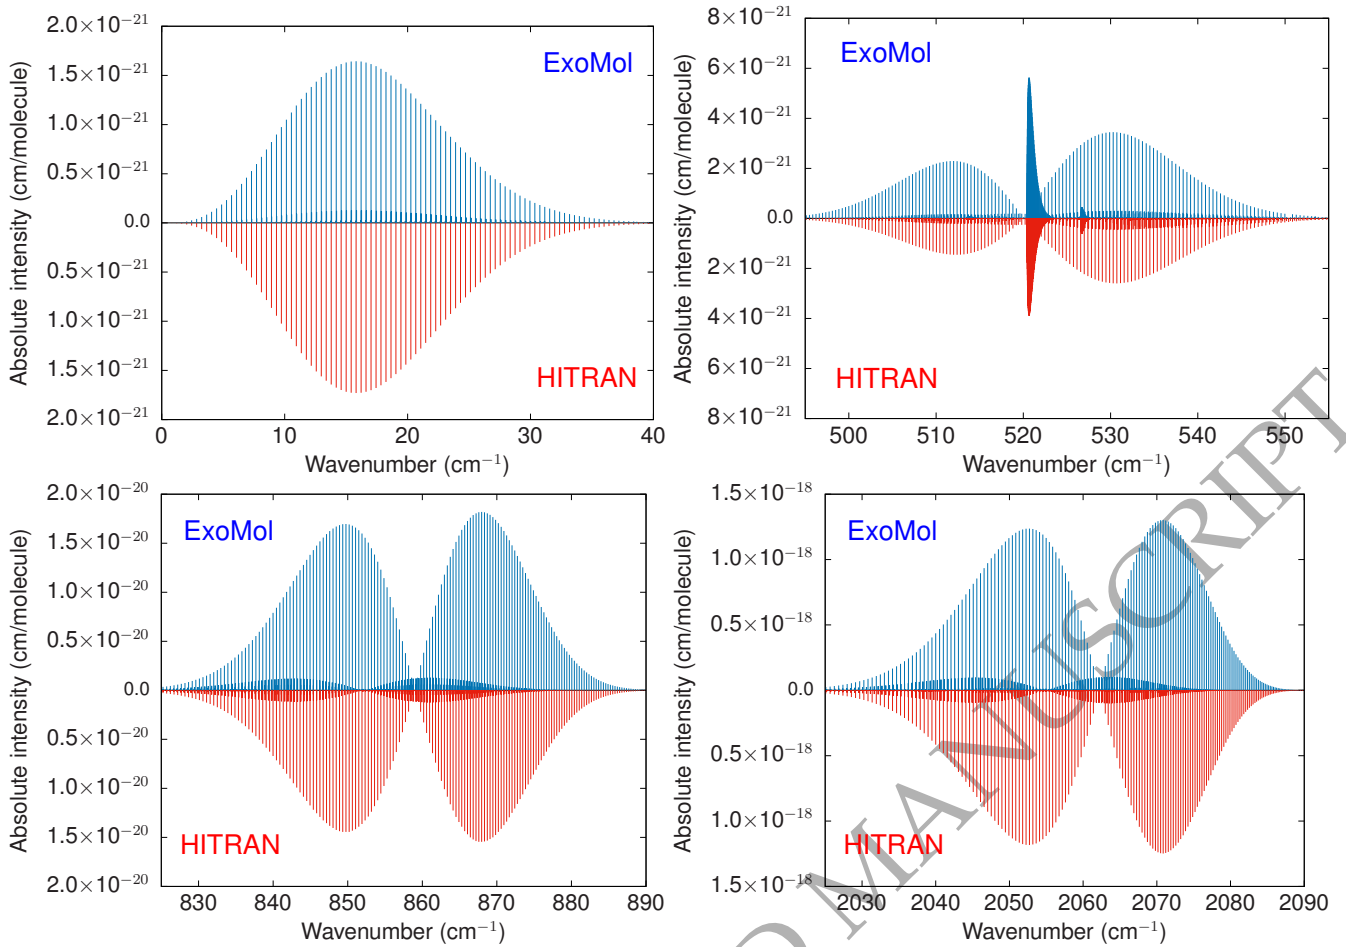 2.0×10⁻²¹
1.5×10⁻²¹
1.0×10⁻²¹
0.5×10⁻²¹
0.0
0.5×10⁻²¹
1.0×10⁻²¹
1.5×10⁻²¹
2.0×10⁻²¹
Absolute intensity (cm/molecule)
ExoMol
HITRAN
0 10 20 30 40
Wavenumber (cm⁻¹)
8×10⁻²¹
6×10⁻²¹
4×10⁻²¹
2×10⁻²¹
0.0
2×10⁻²¹
4×10⁻²¹
6×10⁻²¹
8×10⁻²¹
Absolute intensity (cm/molecule)
ExoMol
HITRAN
500 510 520 530 540 550
Wavenumber (cm⁻¹)
2.0×10⁻²⁰
1.5×10⁻²⁰
1.0×10⁻²⁰
0.5×10⁻²⁰
0.0
0.5×10⁻²⁰
1.0×10⁻²⁰
1.5×10⁻²⁰
2.0×10⁻²⁰
Absolute intensity (cm/molecule)
ExoMol
HITRAN
830 840 850 860 870 880 890
Wavenumber (cm⁻¹)
1.5×10⁻¹⁸
1.0×10⁻¹⁸
0.5×10⁻¹⁸
0.0
0.5×10⁻¹⁸
1.0×10⁻¹⁸
1.5×10⁻¹⁸
Absolute intensity (cm/molecule)
ExoMol
HITRAN
2030 2040 2050 2060 2070 2080 2090
Wavenumber (cm⁻¹)
D MANUSCRIPT